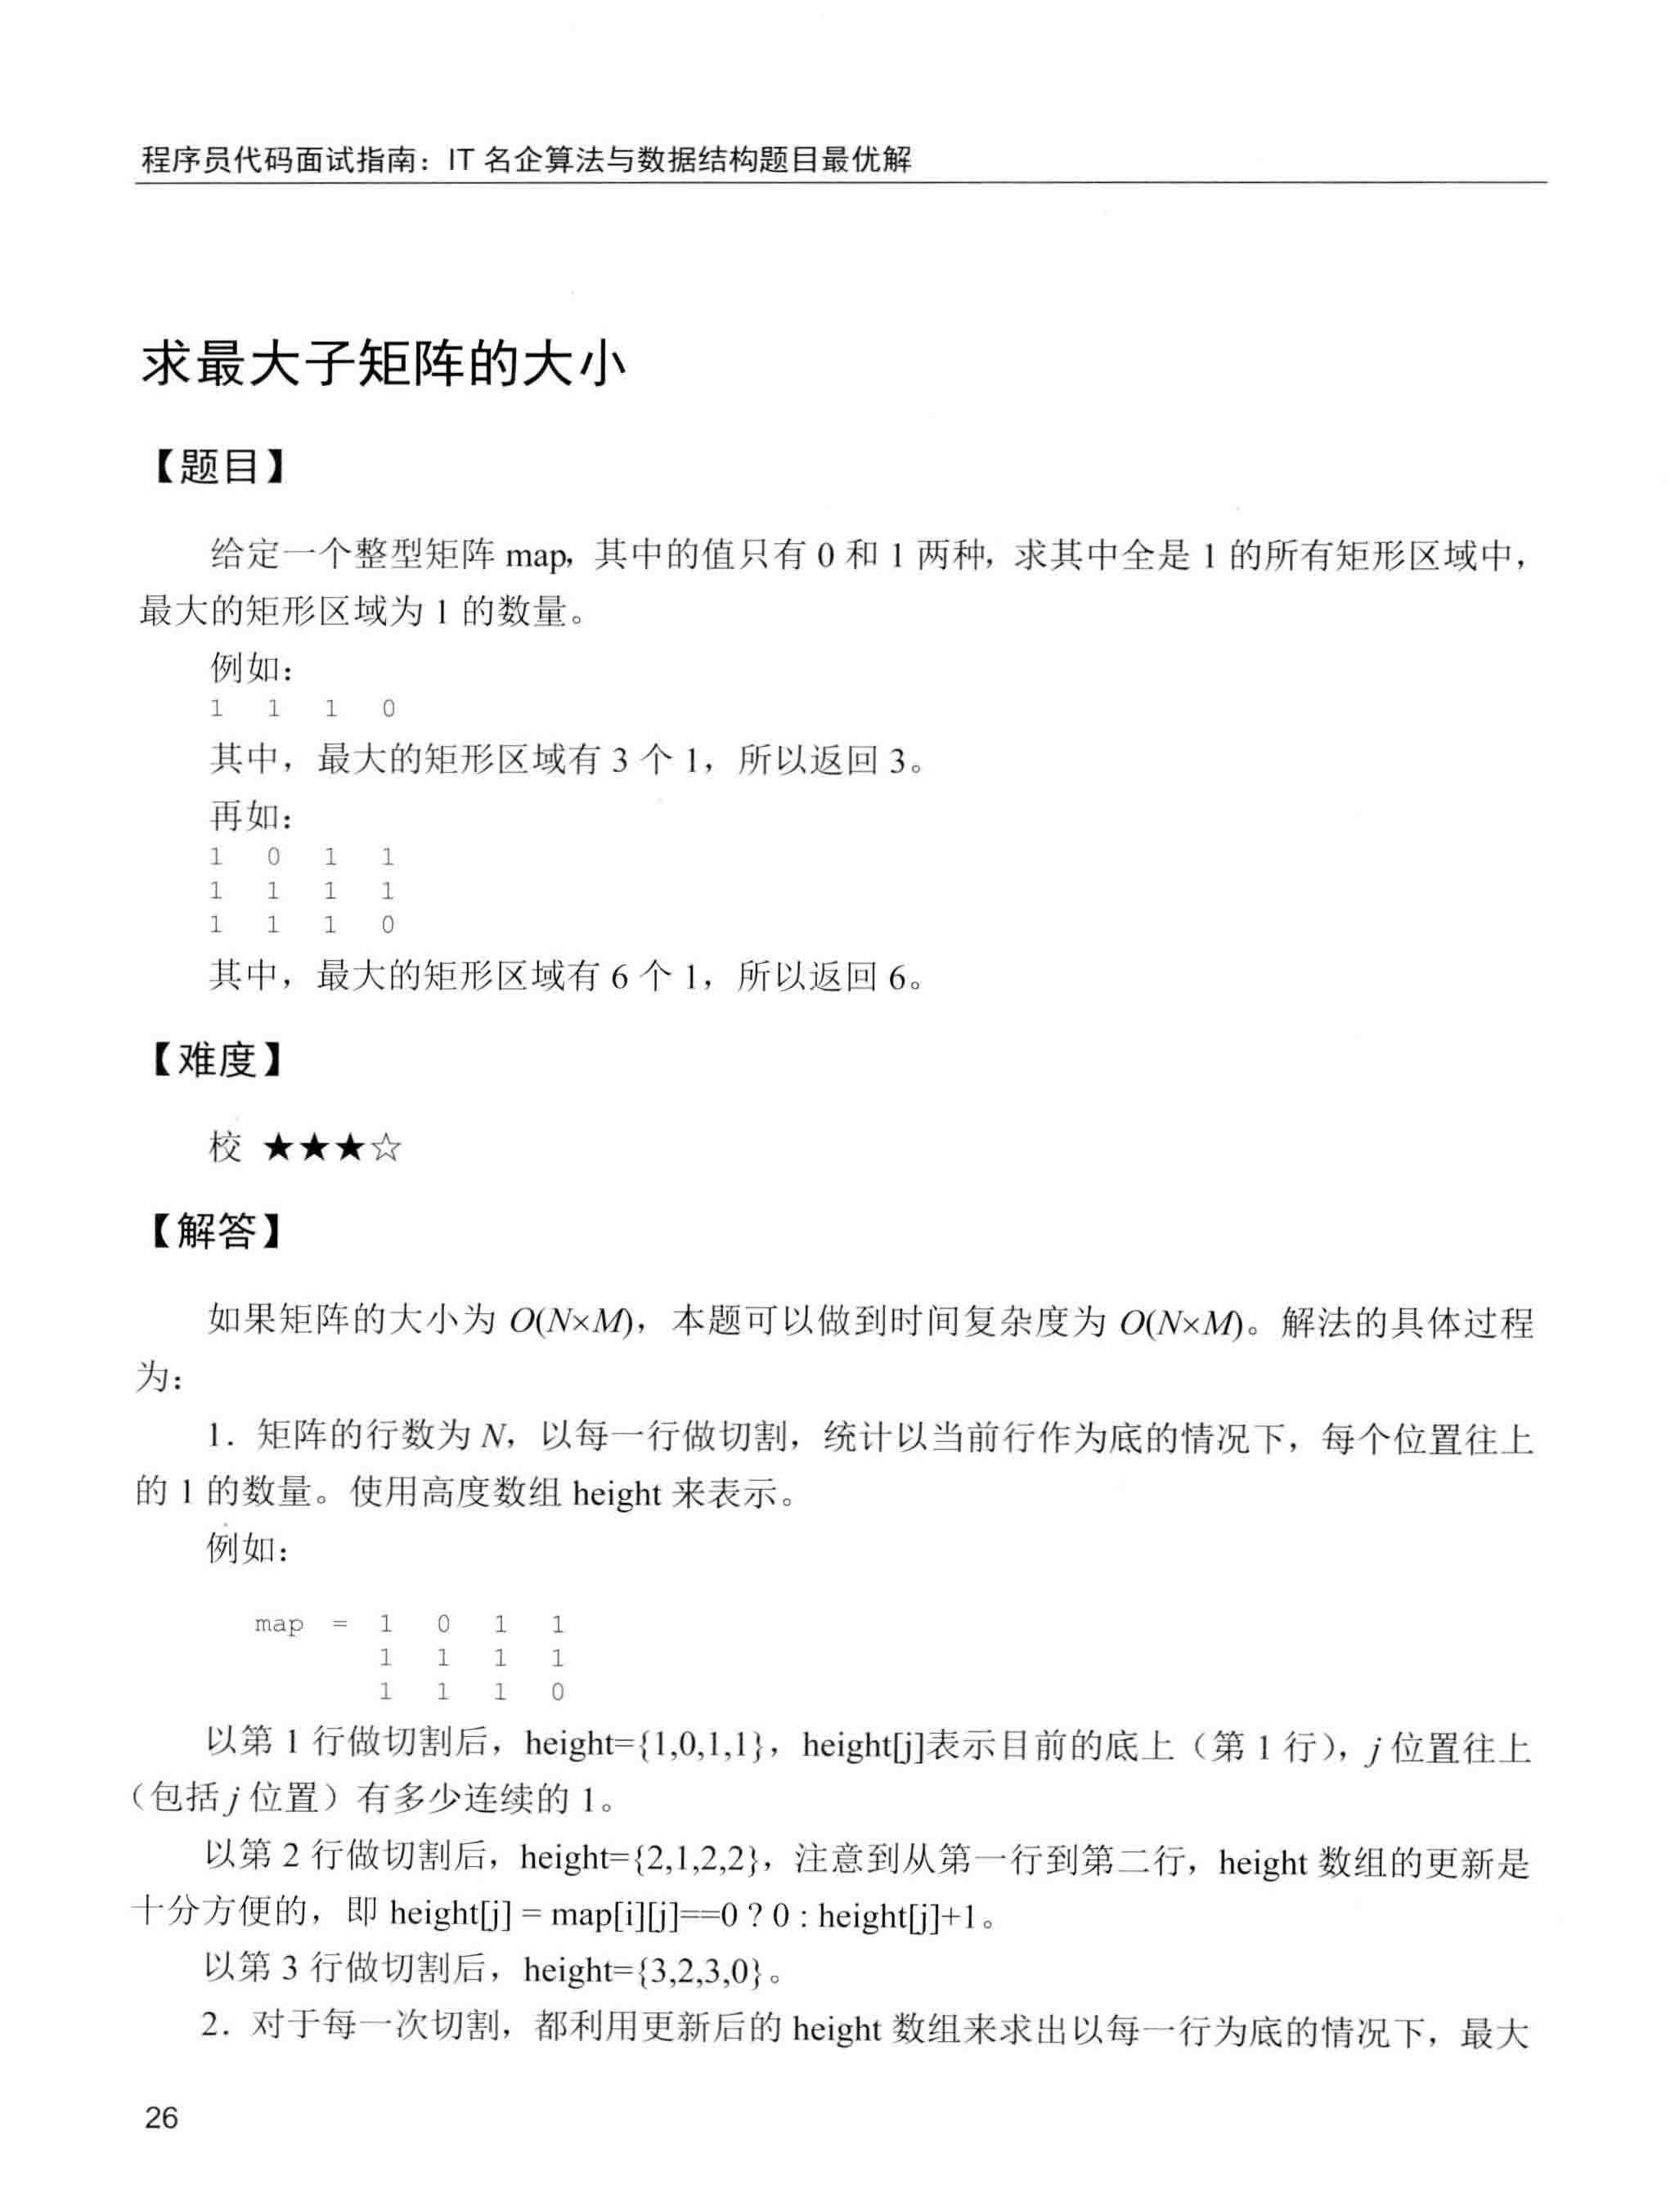 程序员代码面试指南：IT 名企算法与数据结构题目最优解
求最大子矩阵的大小
【题目】
给定一个整型矩阵 map，其中的值只有 0 和 1 两种，求其中全是 1 的所有矩形区域中，
最大的矩形区域为 1 的数量。
例如：
1 1 1 0
其中，最大的矩形区域有 3 个 1，所以返回 3。
再如：
1 0 1 1
1 1 1 1
1 1 1 0
其中，最大的矩形区域有 6 个 1，所以返回 6。
【难度】
校 ★★★☆
【解答】
如果矩阵的大小为 O(N×M)，本题可以做到时间复杂度为 O(N×M)。解法的具体过程
为：
1．矩阵的行数为 N，以每一行做切割，统计以当前行作为底的情况下，每个位置往上
的 1 的数量。使用高度数组 height 来表示。
例如：
map = 1 0 1 1
1 1 1 1
1 1 1 0
以第 1 行做切割后，height={1,0,1,1}，height[j]表示目前的底上（第 1 行），j 位置往上
（包括 j 位置）有多少连续的 1。
以第 2 行做切割后，height={2,1,2,2}，注意到从第一行到第二行，height 数组的更新是
十分方便的，即 height[j] = map[i][j]==0 ? 0 : height[j]+1。
以第 3 行做切割后，height={3,2,3,0}。
2．对于每一次切割，都利用更新后的 height 数组来求出以每一行为底的情况下，最大
26